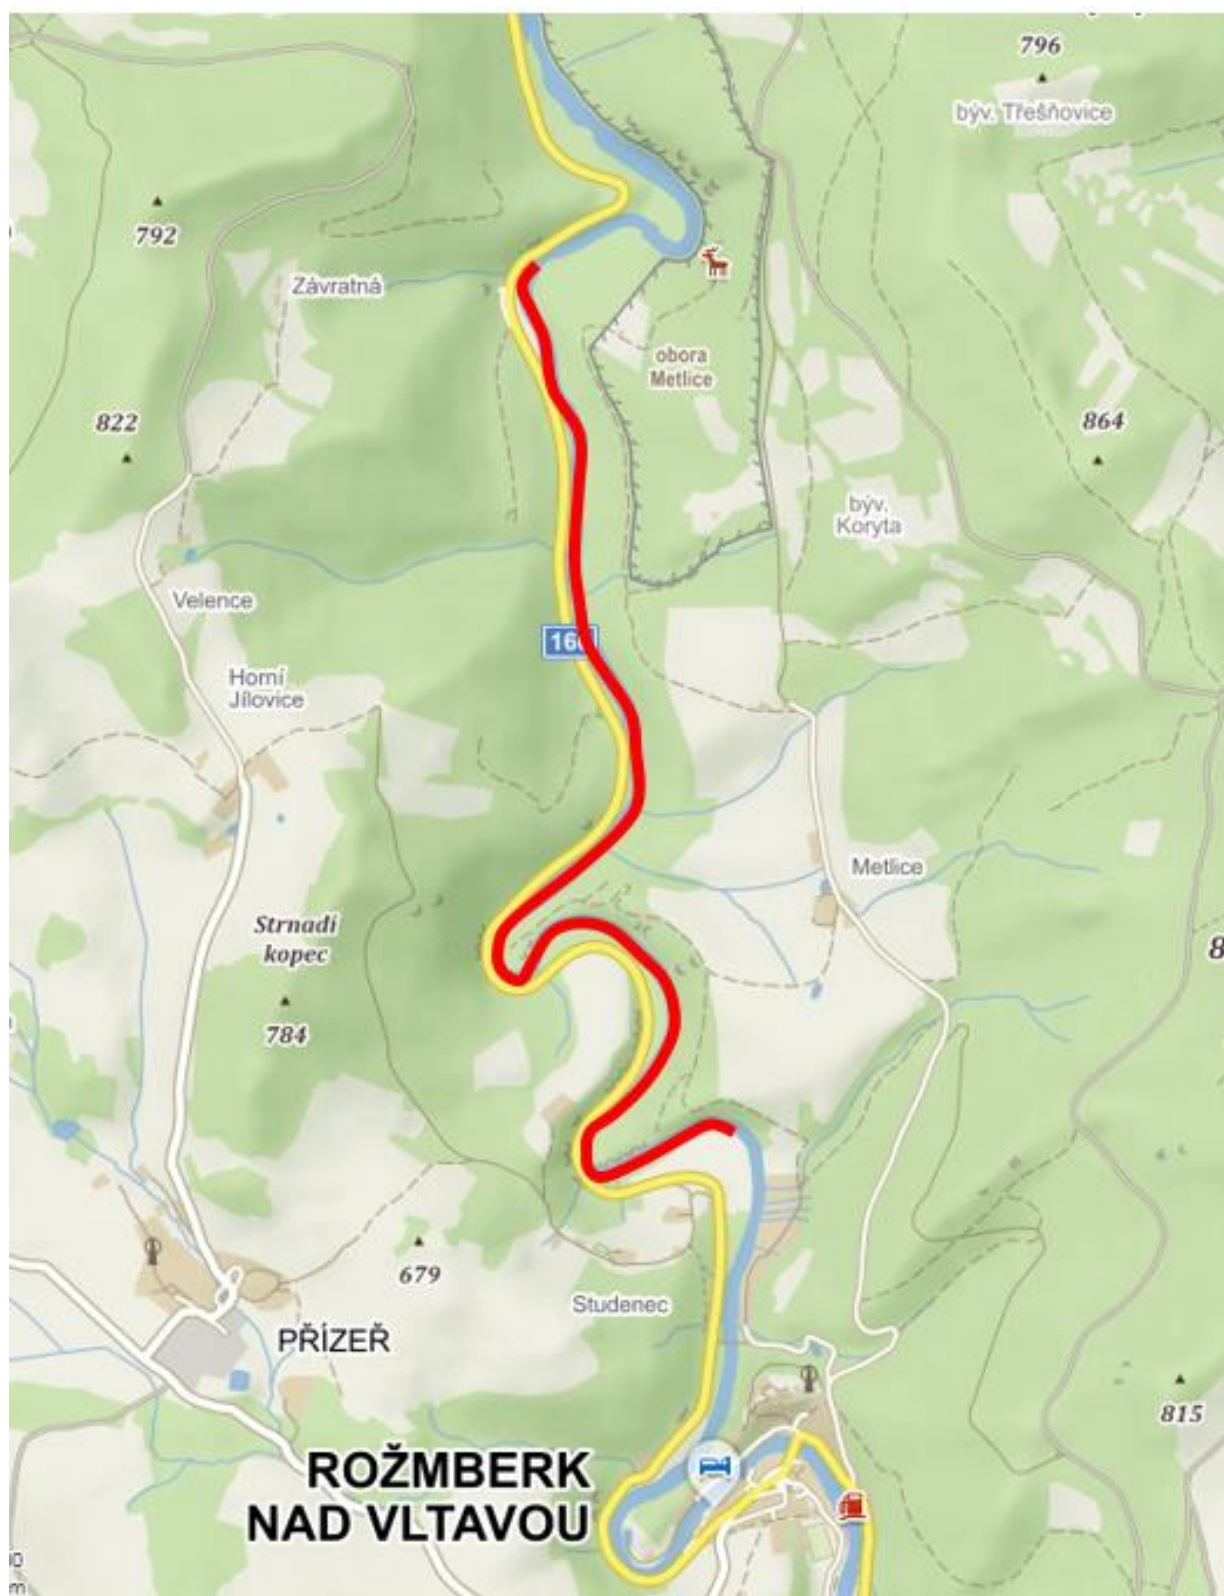 796
býv. Třešňovice
792
Závratná
obora
Metlice
822
864
býv.
Koryta
Velence
Horní
Jílovice
Metlice
Strnadí
kopec
8
784
679
Studenec
PŘÍZEŘ
815
ROŽMBERK
NAD VLTAVOU
m